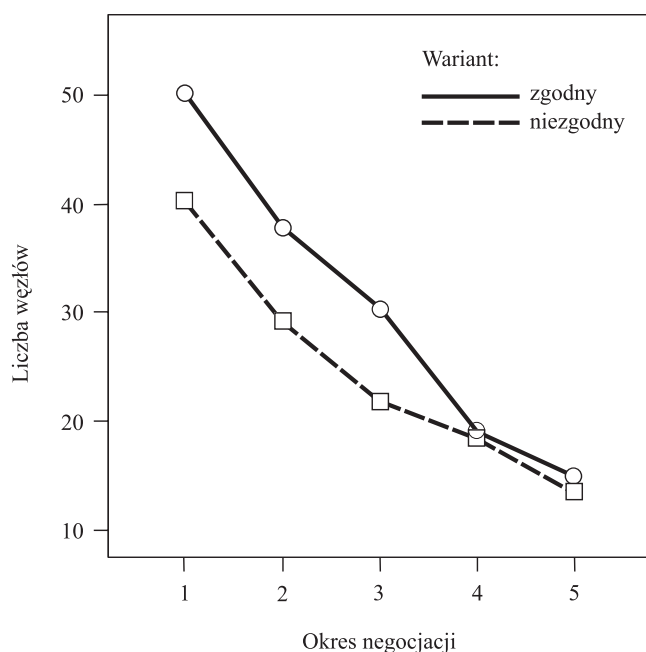 Wariant:
zgodny
niezgodny
Liczba węzłów
50
40
30
20
10
1 2 3 4 5
Okres negocjacji